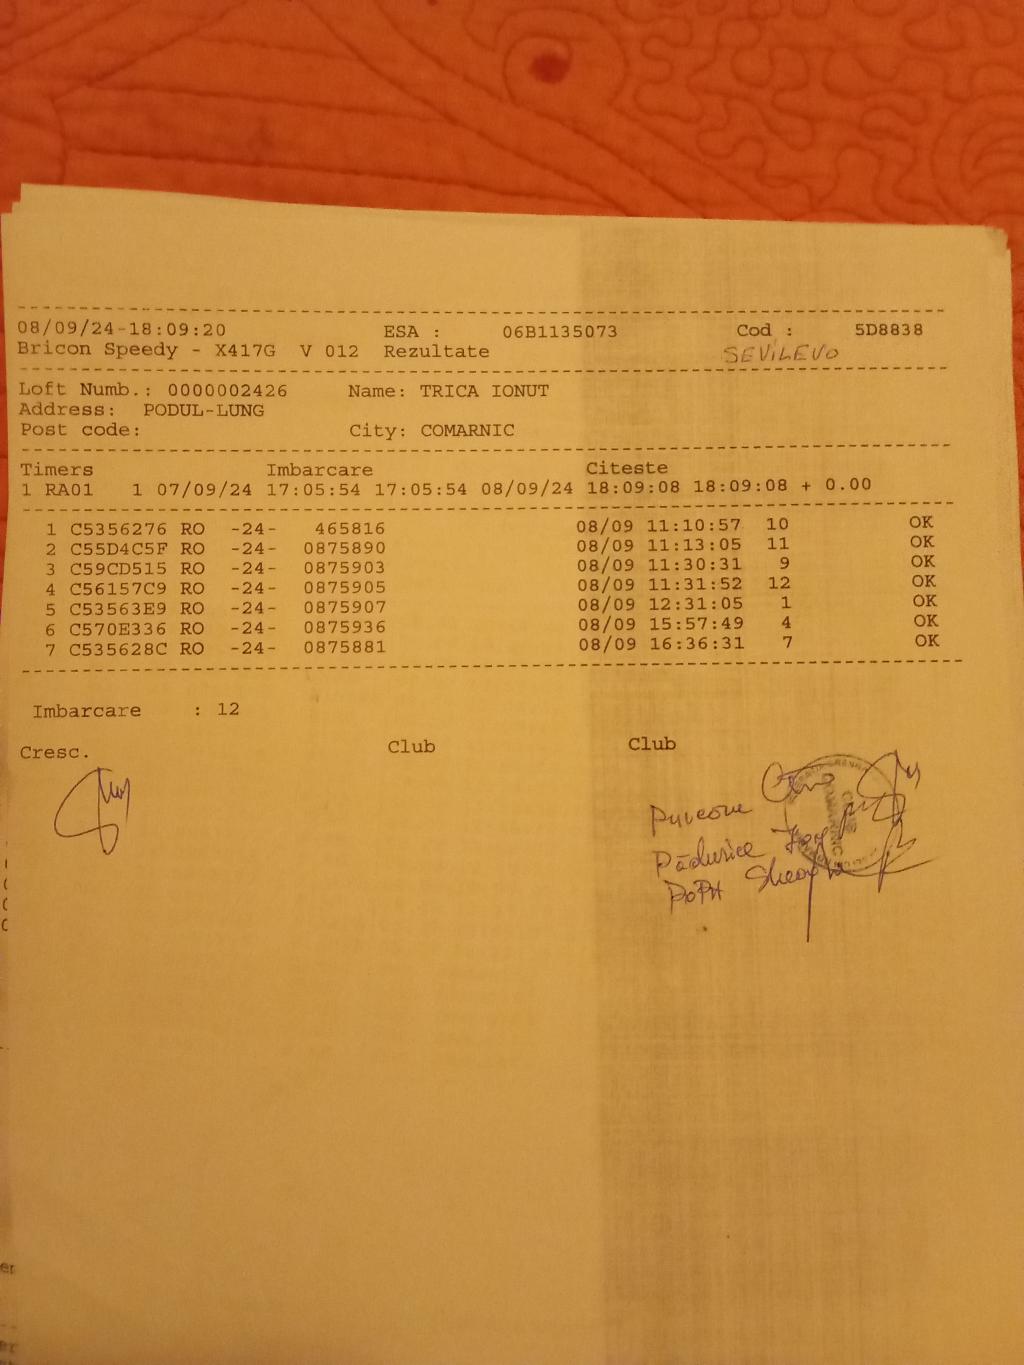 08/09/24-18:09:20 ESA : 06B1135073 Cod : 5D8838
Bricon Speedy - X417G V 012 Rezultate SEVILEVO
Loft Numb.: 0000002426 Name: TRICA IONUT
Address: PODUL-LUNG
Post code: City: COMARNIC
Timers Imbarcare Citeste
1 RA01 1 07/09/24 17:05:54 17:05:54 08/09/24 18:09:08 18:09:08 + 0.00
1 C5356276 RO -24- 465816 08/09 11:10:57 10 OK
2 C55D4C5F RO -24- 0875890 08/09 11:13:05 11 OK
3 C59CD515 RO -24- 0875903 08/09 11:30:31 9 OK
4 C56157C9 RO -24- 0875905 08/09 11:31:52 12 OK
5 C53563E9 RO -24- 0875907 08/09 12:31:05 1 OK
6 C570E336 RO -24- 0875936 08/09 15:57:49 4 OK
7 C535628C RO -24- 0875881 08/09 16:36:31 7 OK
Imbarcare : 12
Cresc. Club Club
Pădurice